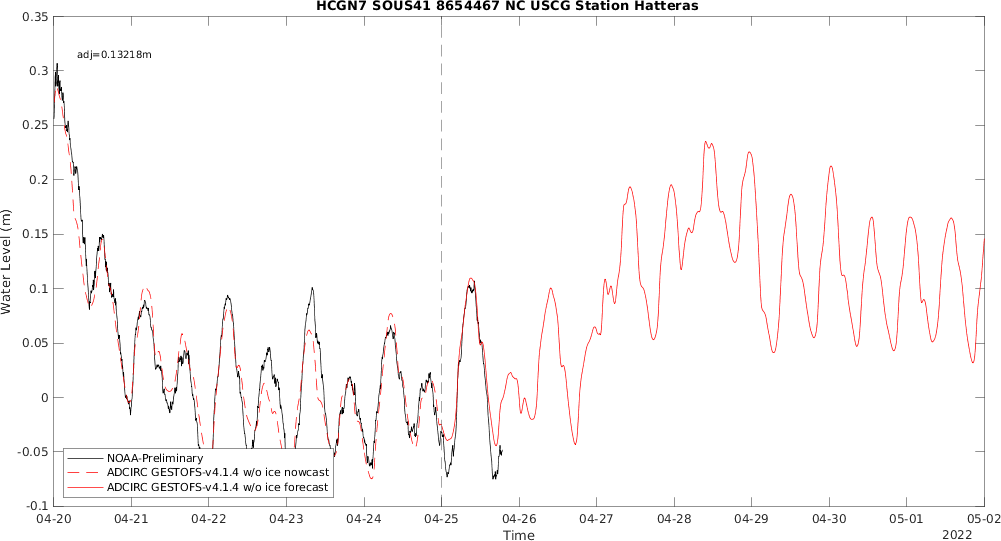 HCGN7 SOUS41 8654467 NC USCG Station Hatteras
0.35
adj=0.13218m
0.3
0.25
0.2
0.15
0.1
0.05
0
-0.05
-0.1
Water Level (m)
NOAA-Preliminary
ADCIRC GESTOFS-v4.1.4 w/o ice nowcast
ADCIRC GESTOFS-v4.1.4 w/o ice forecast
04-20 04-21 04-22 04-23 04-24 04-25 04-26 04-27 04-28 04-29 04-30 05-01 05-02
Time
2022